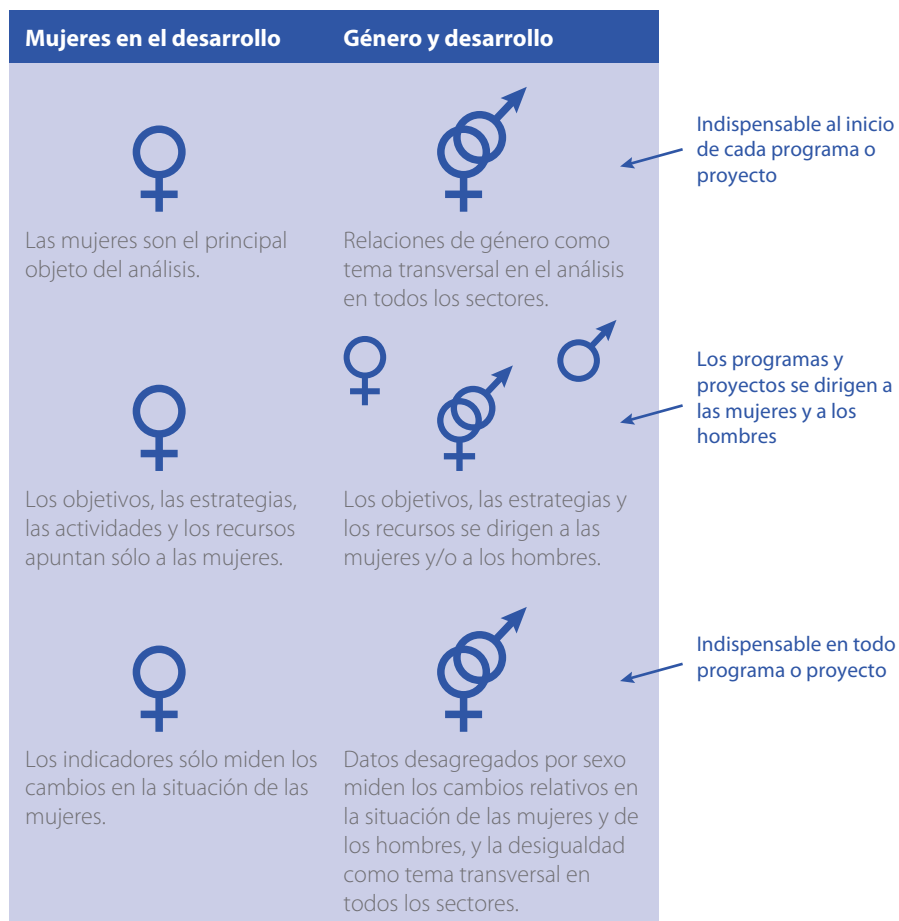 Mujeres en el desarrollo
Género y desarrollo
Las mujeres son el principal
objeto del análisis.
Relaciones de género como
tema transversal en el análisis
en todos los sectores.
Indispensable al inicio
de cada programa o
proyecto
Los objetivos, las estrategias,
las actividades y los recursos
apuntan sólo a las mujeres.
Los objetivos, las estrategias y
los recursos se dirigen a las
mujeres y/o a los hombres.
Los programas y
proyectos se dirigen a
las mujeres y a los
hombres
Los indicadores sólo miden los
cambios en la situación de las
mujeres.
Datos desagregados por sexo
miden los cambios relativos en
la situación de las mujeres y de
los hombres, y la desigualdad
como tema transversal en
todos los sectores.
Indispensable en todo
programa o proyecto